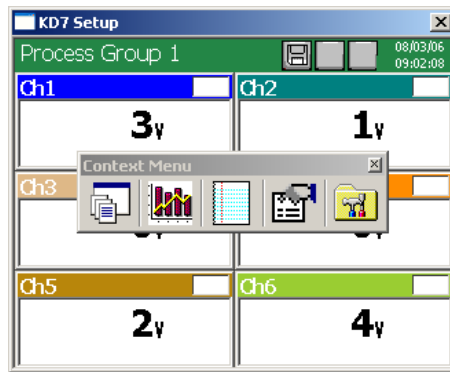 KD7 Setup
Process Group 1
08/03/06
09:02:08
Ch1
Ch2
3v
1v
Context Menu
Ch3
Ch5
Ch6
2v
4v